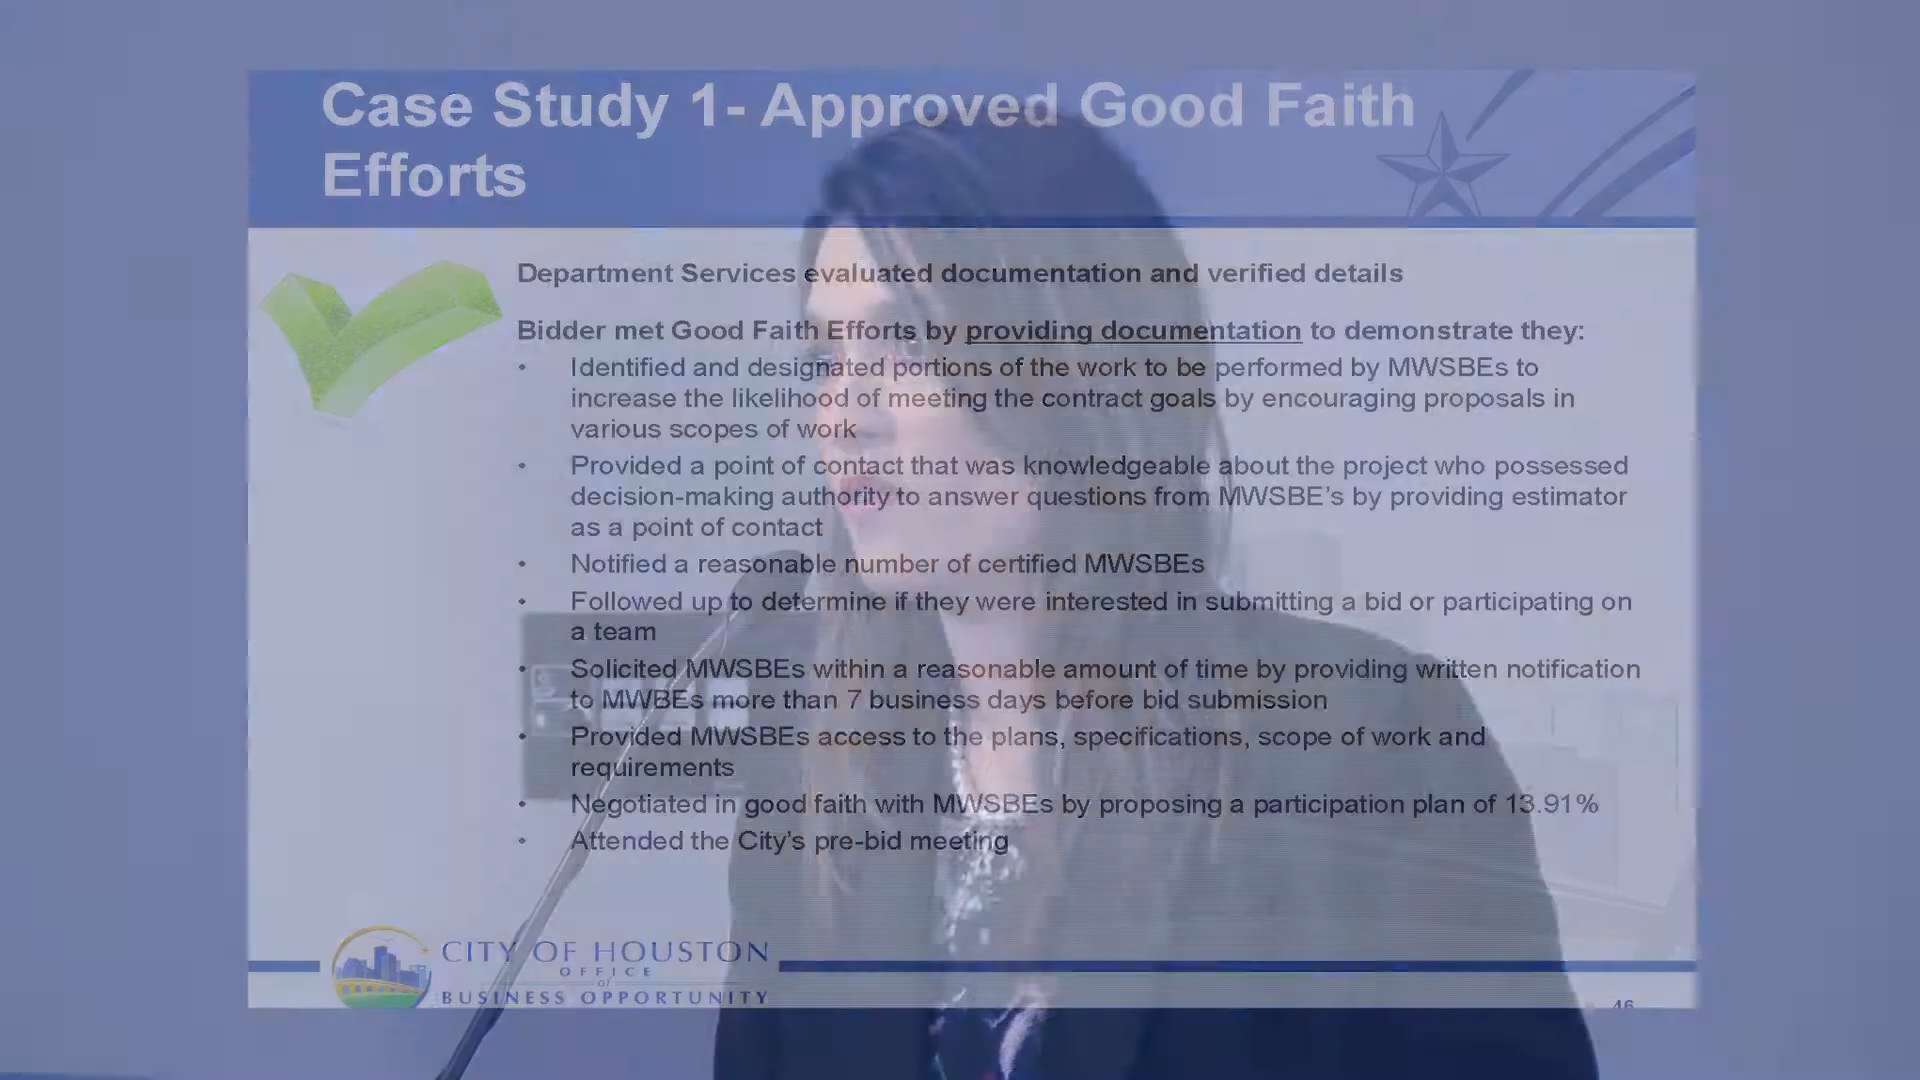 Case Study 1- Approved Good Faith
Efforts
Department Services evaluated documentation and verified details
Bidder met Good Faith Efforts by providing documentation to demonstrate they:
• Identified and designated portions of the work to be performed by MWSBEs to
increase the likelihood of meeting the contract goals by encouraging proposals in
various scopes of work
• Provided a point of contact that was knowledgeable about the project who possessed
decision-making authority to answer questions from MWSBE's by providing estimator
as a point of contact
• Notified a reasonable number of certified MWSBEs
• Followed up to determine if they were interested in submitting a bid or participating on
a team
• Solicited MWSBEs within a reasonable amount of time by providing written notification
to MWBEs more than 7 business days before bid submission
• Provided MWSBEs access to the plans, specifications, scope of work and
requirements
• Negotiated in good faith with MWSBEs by proposing a participation plan of 13.91%
• Attended the City's pre-bid meeting
CITY OF HOUSTON
OFFICE
of
BUSINESS OPPORTUNITY
46